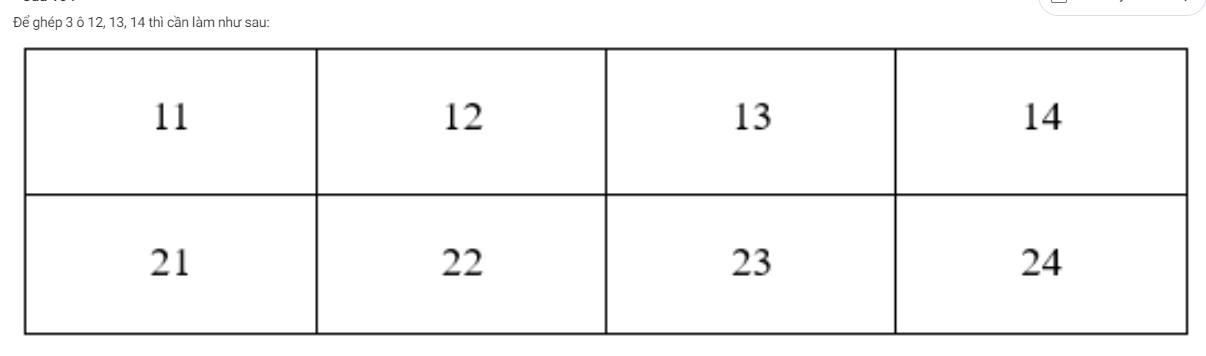 Để ghép 3 ô 12, 13, 14 thì cần làm như sau:
11 12 13 14
21 22 23 24